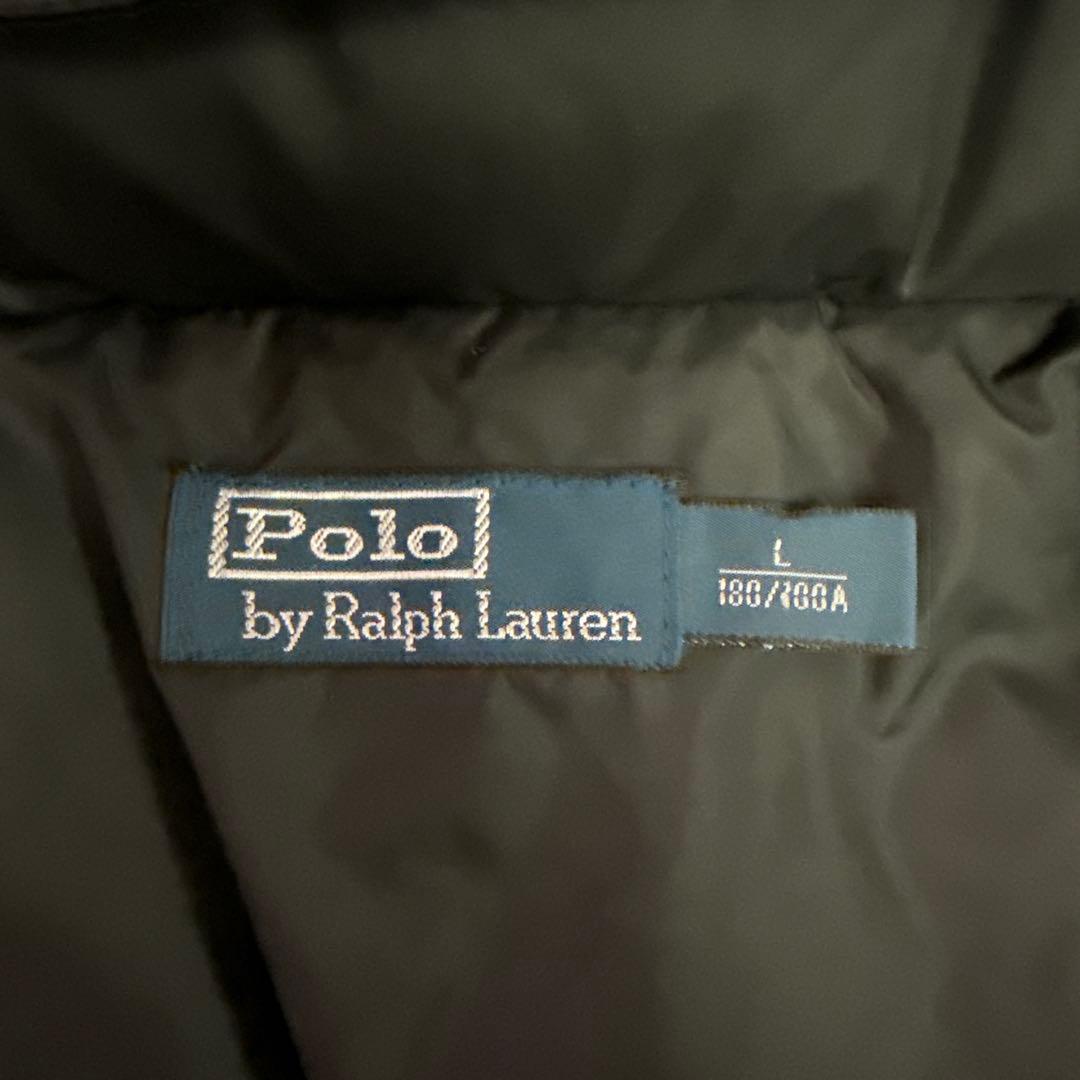 Polo
by Ralph Lauren
L
180/100A